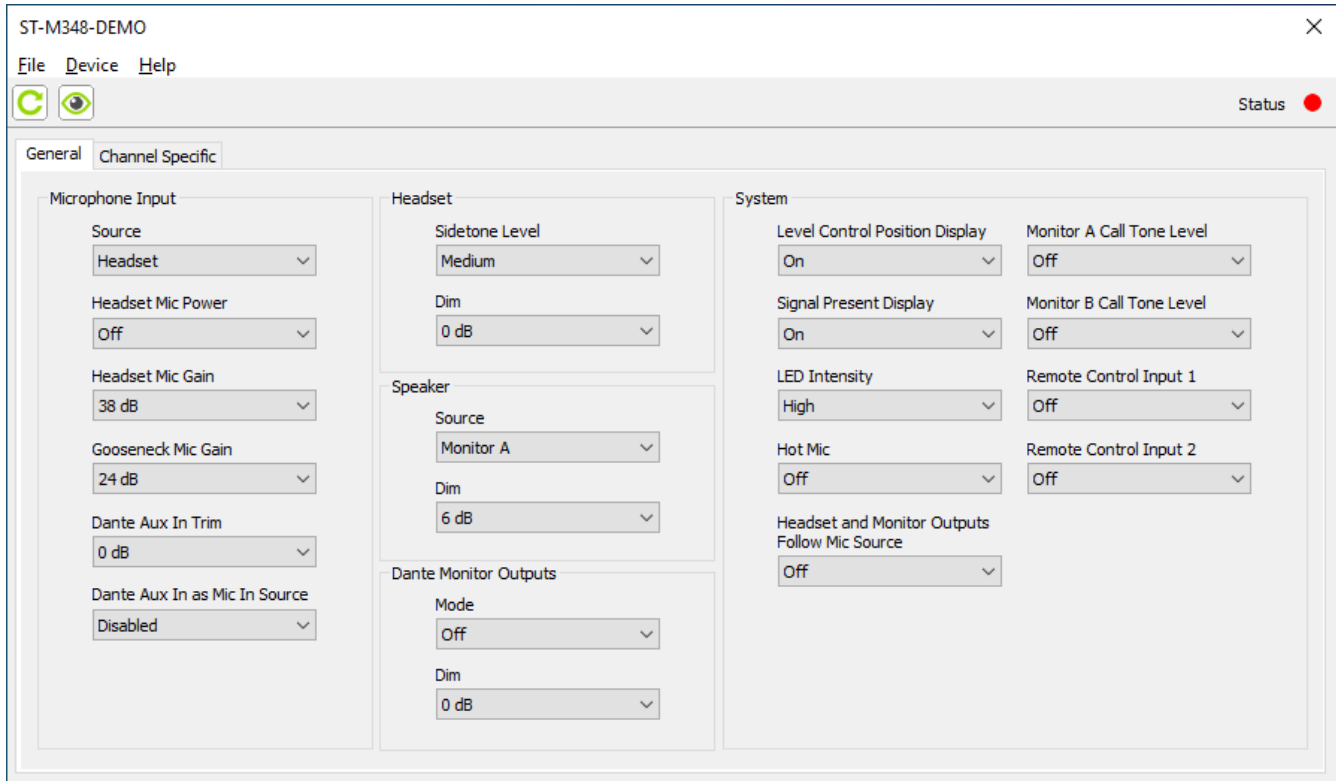 ST-M348-DEMO
File Device Help
Status
General Channel Specific
Microphone Input
Source
Headset
Headset Mic Power
Off
Headset Mic Gain
38 dB
Gooseneck Mic Gain
24 dB
Dante Aux In Trim
0 dB
Dante Aux In as Mic In Source
Disabled
Headset
Sidetone Level
Medium
Dim
0 dB
Speaker
Source
Monitor A
Dim
6 dB
Dante Monitor Outputs
Mode
Off
Dim
0 dB
System
Level Control Position Display
On
Signal Present Display
On
LED Intensity
High
Hot Mic
Off
Headset and Monitor Outputs
Follow Mic Source
Off
Monitor A Call Tone Level
Off
Monitor B Call Tone Level
Off
Remote Control Input 1
Off
Remote Control Input 2
Off